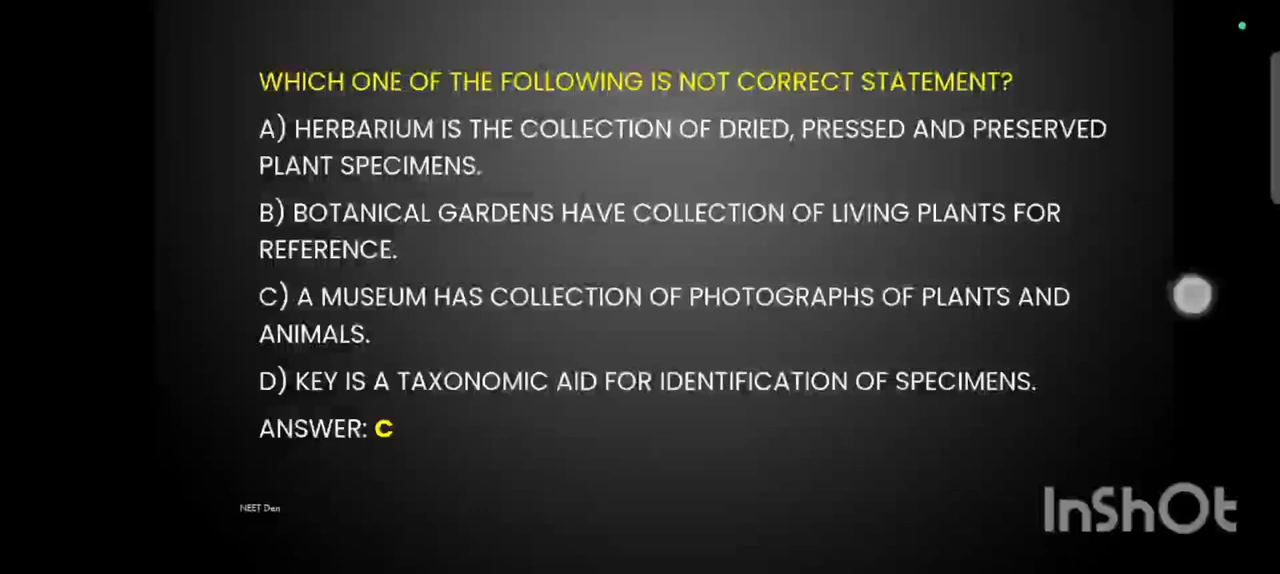 WHICH ONE OF THE FOLLOWING IS NOT CORRECT STATEMENT?
A) HERBARIUM IS THE COLLECTION OF DRIED, PRESSED AND PRESERVED
PLANT SPECIMENS.
B) BOTANICAL GARDENS HAVE COLLECTION OF LIVING PLANTS FOR
REFERENCE.
C) A MUSEUM HAS COLLECTION OF PHOTOGRAPHS OF PLANTS AND
ANIMALS.
D) KEY IS A TAXONOMIC AID FOR IDENTIFICATION OF SPECIMENS.
ANSWER: C
NEET Den
InShOt